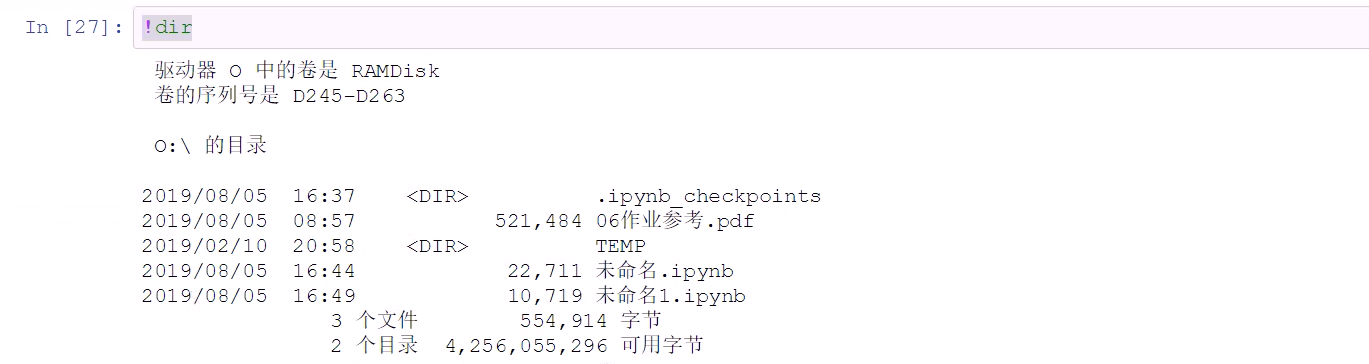 In [27]: !dir
驱动器 O 中的卷是 RAMDisk
卷的序列号是 D245-D263
O:\ 的目录
2019/08/05  16:37    <DIR>          .ipynb_checkpoints
2019/08/05  08:57           521,484 06作业参考.pdf
2019/02/10  20:58    <DIR>          TEMP
2019/08/05  16:44            22,711 未命名.ipynb
2019/08/05  16:49            10,719 未命名1.ipynb
3 个文件        554,914 字节
2 个目录  4,256,055,296 可用字节